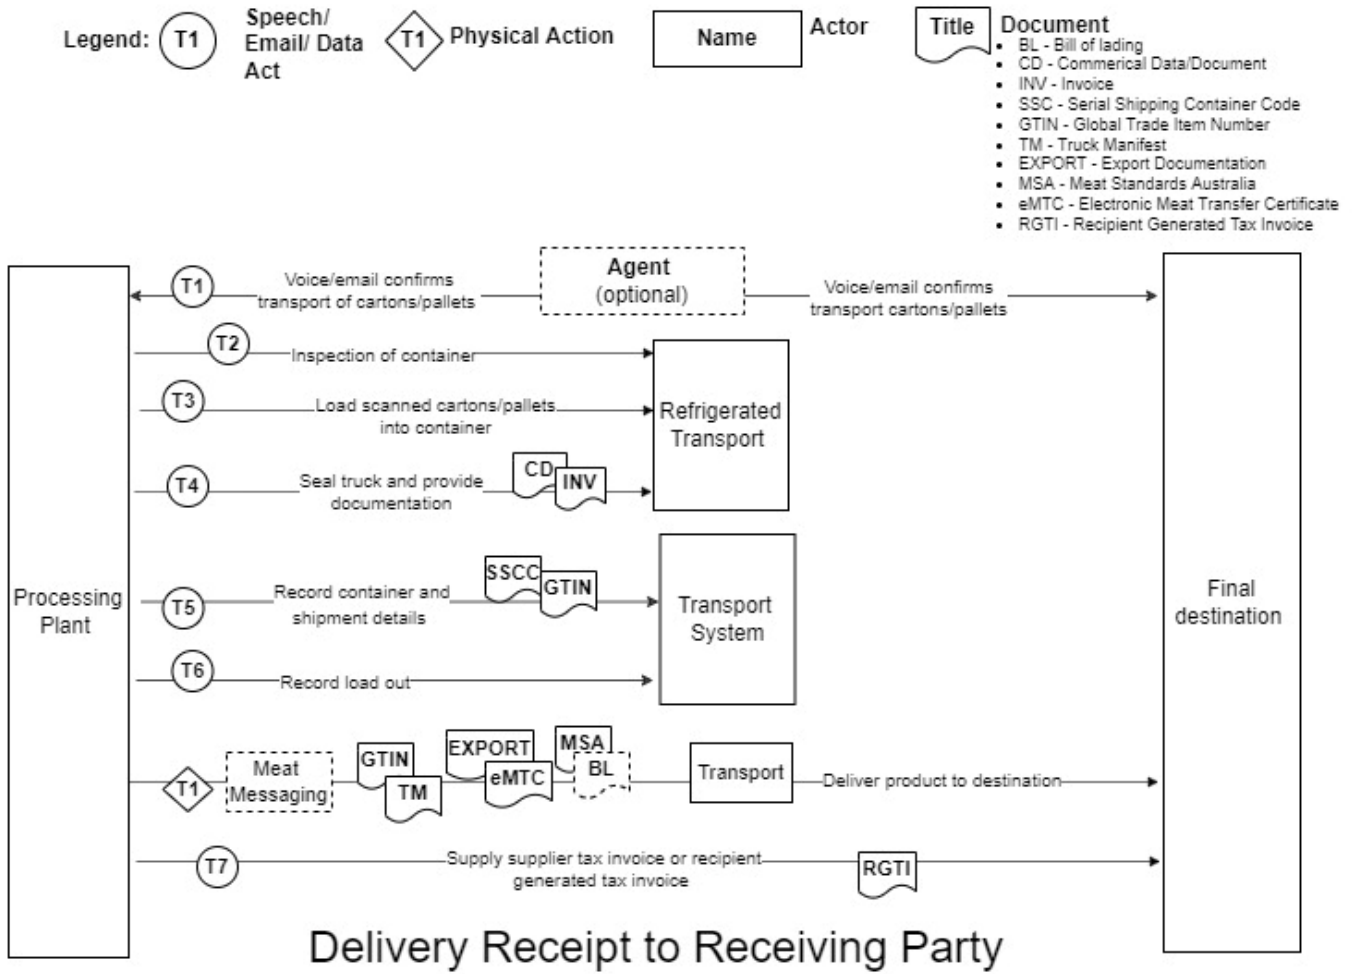 Legend:
T1
Speech/
Email/ Data
Act
T1
Physical Action
Name
Actor
Title
Document
• BL - Bill of lading
• CD - Commerical Data/Document
• INV - Invoice
• SSC - Serial Shipping Container Code
• GTIN - Global Trade Item Number
• TM - Truck Manifest
• EXPORT - Export Documentation
• MSA - Meat Standards Australia
• eMTC - Electronic Meat Transfer Certificate
• RGTI - Recipient Generated Tax Invoice
Processing
Plant
T1
Voice/email confirms
transport of cartons/pallets
Agent
(optional)
Voice/email confirms
transport cartons/pallets
T2
Inspection of container
T3
Load scanned cartons/pallets
into container
Refrigerated
Transport
T4
Seal truck and provide
documentation
CD
INV
T5
Record container and
shipment details
SSCC
GTIN
Transport
System
T6
Record load out
Final
destination
T1
Meat
Messaging
GTIN
TM
EXPORT
eMTC
MSA
BL
Transport
Deliver product to destination
T7
Supply supplier tax invoice or recipient
generated tax invoice
RGTI
Delivery Receipt to Receiving Party